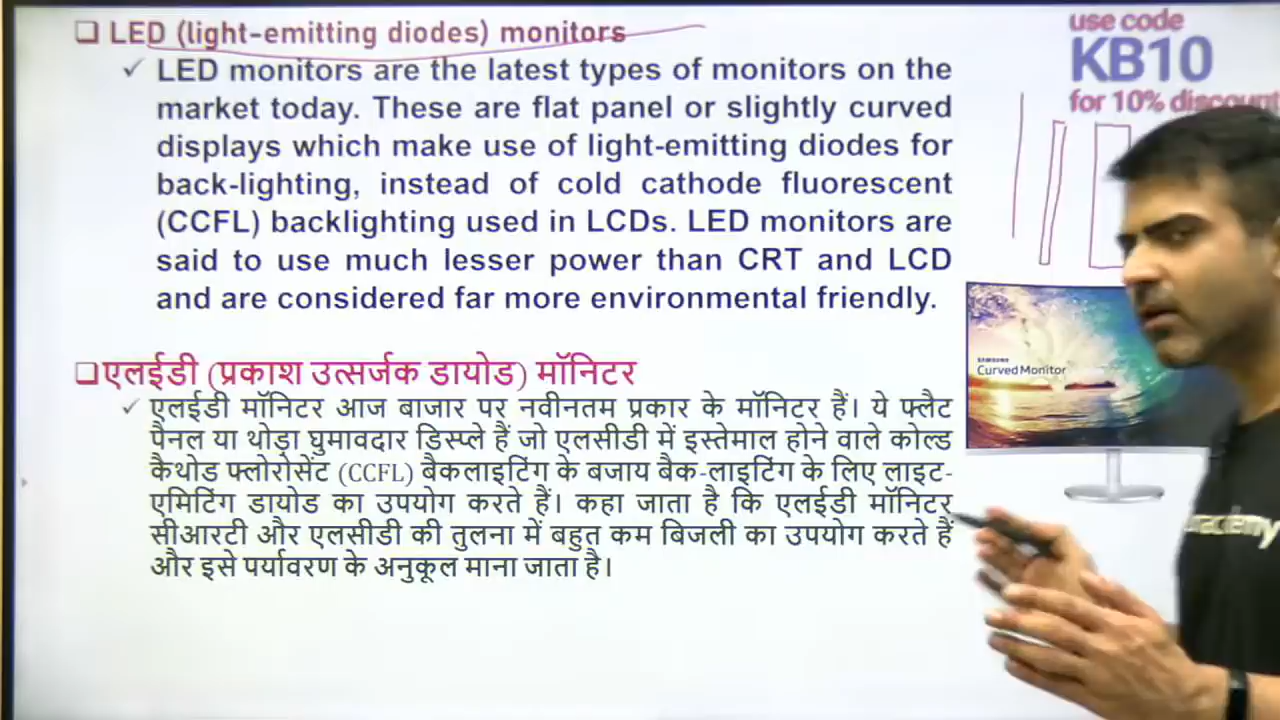 ❑ LED (light-emitting diodes) monitors
✓ LED monitors are the latest types of monitors on the
market today. These are flat panel or slightly curved
displays which make use of light-emitting diodes for
back-lighting, instead of cold cathode fluorescent
(CCFL) backlighting used in LCDs. LED monitors are
said to use much lesser power than CRT and LCD
and are considered far more environmental friendly.
❑एलईडी (प्रकाश उत्सर्जक डायोड) मॉनिटर
✓ एलईडी मॉनिटर आज बाजार पर नवीनतम प्रकार के मॉनिटर हैं। ये फ्लैट
पैनल या थोड़ा घुमावदार डिस्प्ले हैं जो एलसीडी में इस्तेमाल होने वाले कोल्ड
कैथोड फ्लोरोसेंट (CCFL) बैकलाइटिंग के बजाय बैक-लाइटिंग के लिए लाइट-
एमिटिंग डायोड का उपयोग करते हैं। कहा जाता है कि एलईडी मॉनिटर
सीआरटी और एलसीडी की तुलना में बहुत कम बिजली का उपयोग करते हैं
और इसे पर्यावरण के अनुकूल माना जाता है।
use code
KB10
for 10% discount
SAMSUNG
Curved Monitor